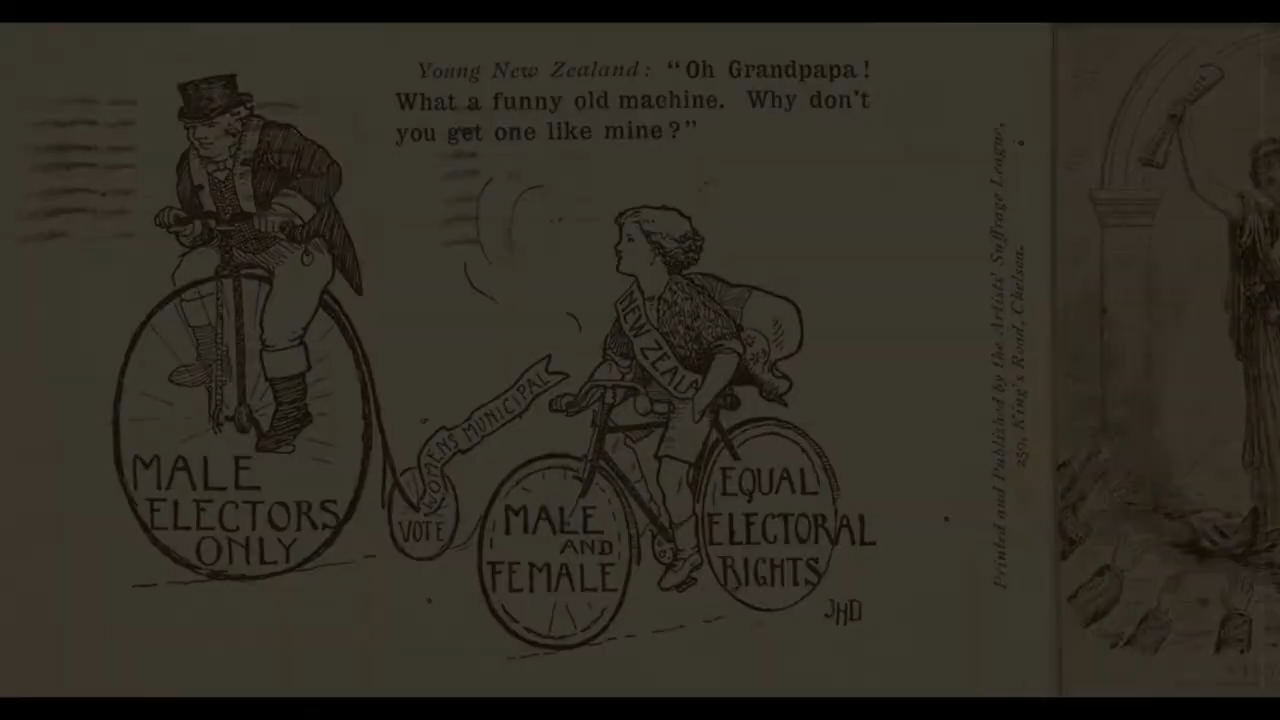 Young New Zealand: "Oh Grandpapa!
What a funny old machine. Why don't
you get one like mine?"
MALE
ELECTORS
ONLY
WOMENS MUNICIPAL
VOTE
NEW ZEALA
MALE
AND
FEMALE
EQUAL
ELECTORAL
RIGHTS
JHD
Printed and Published by the Artists' Suffrage League,
259, King's Road, Chelsea.